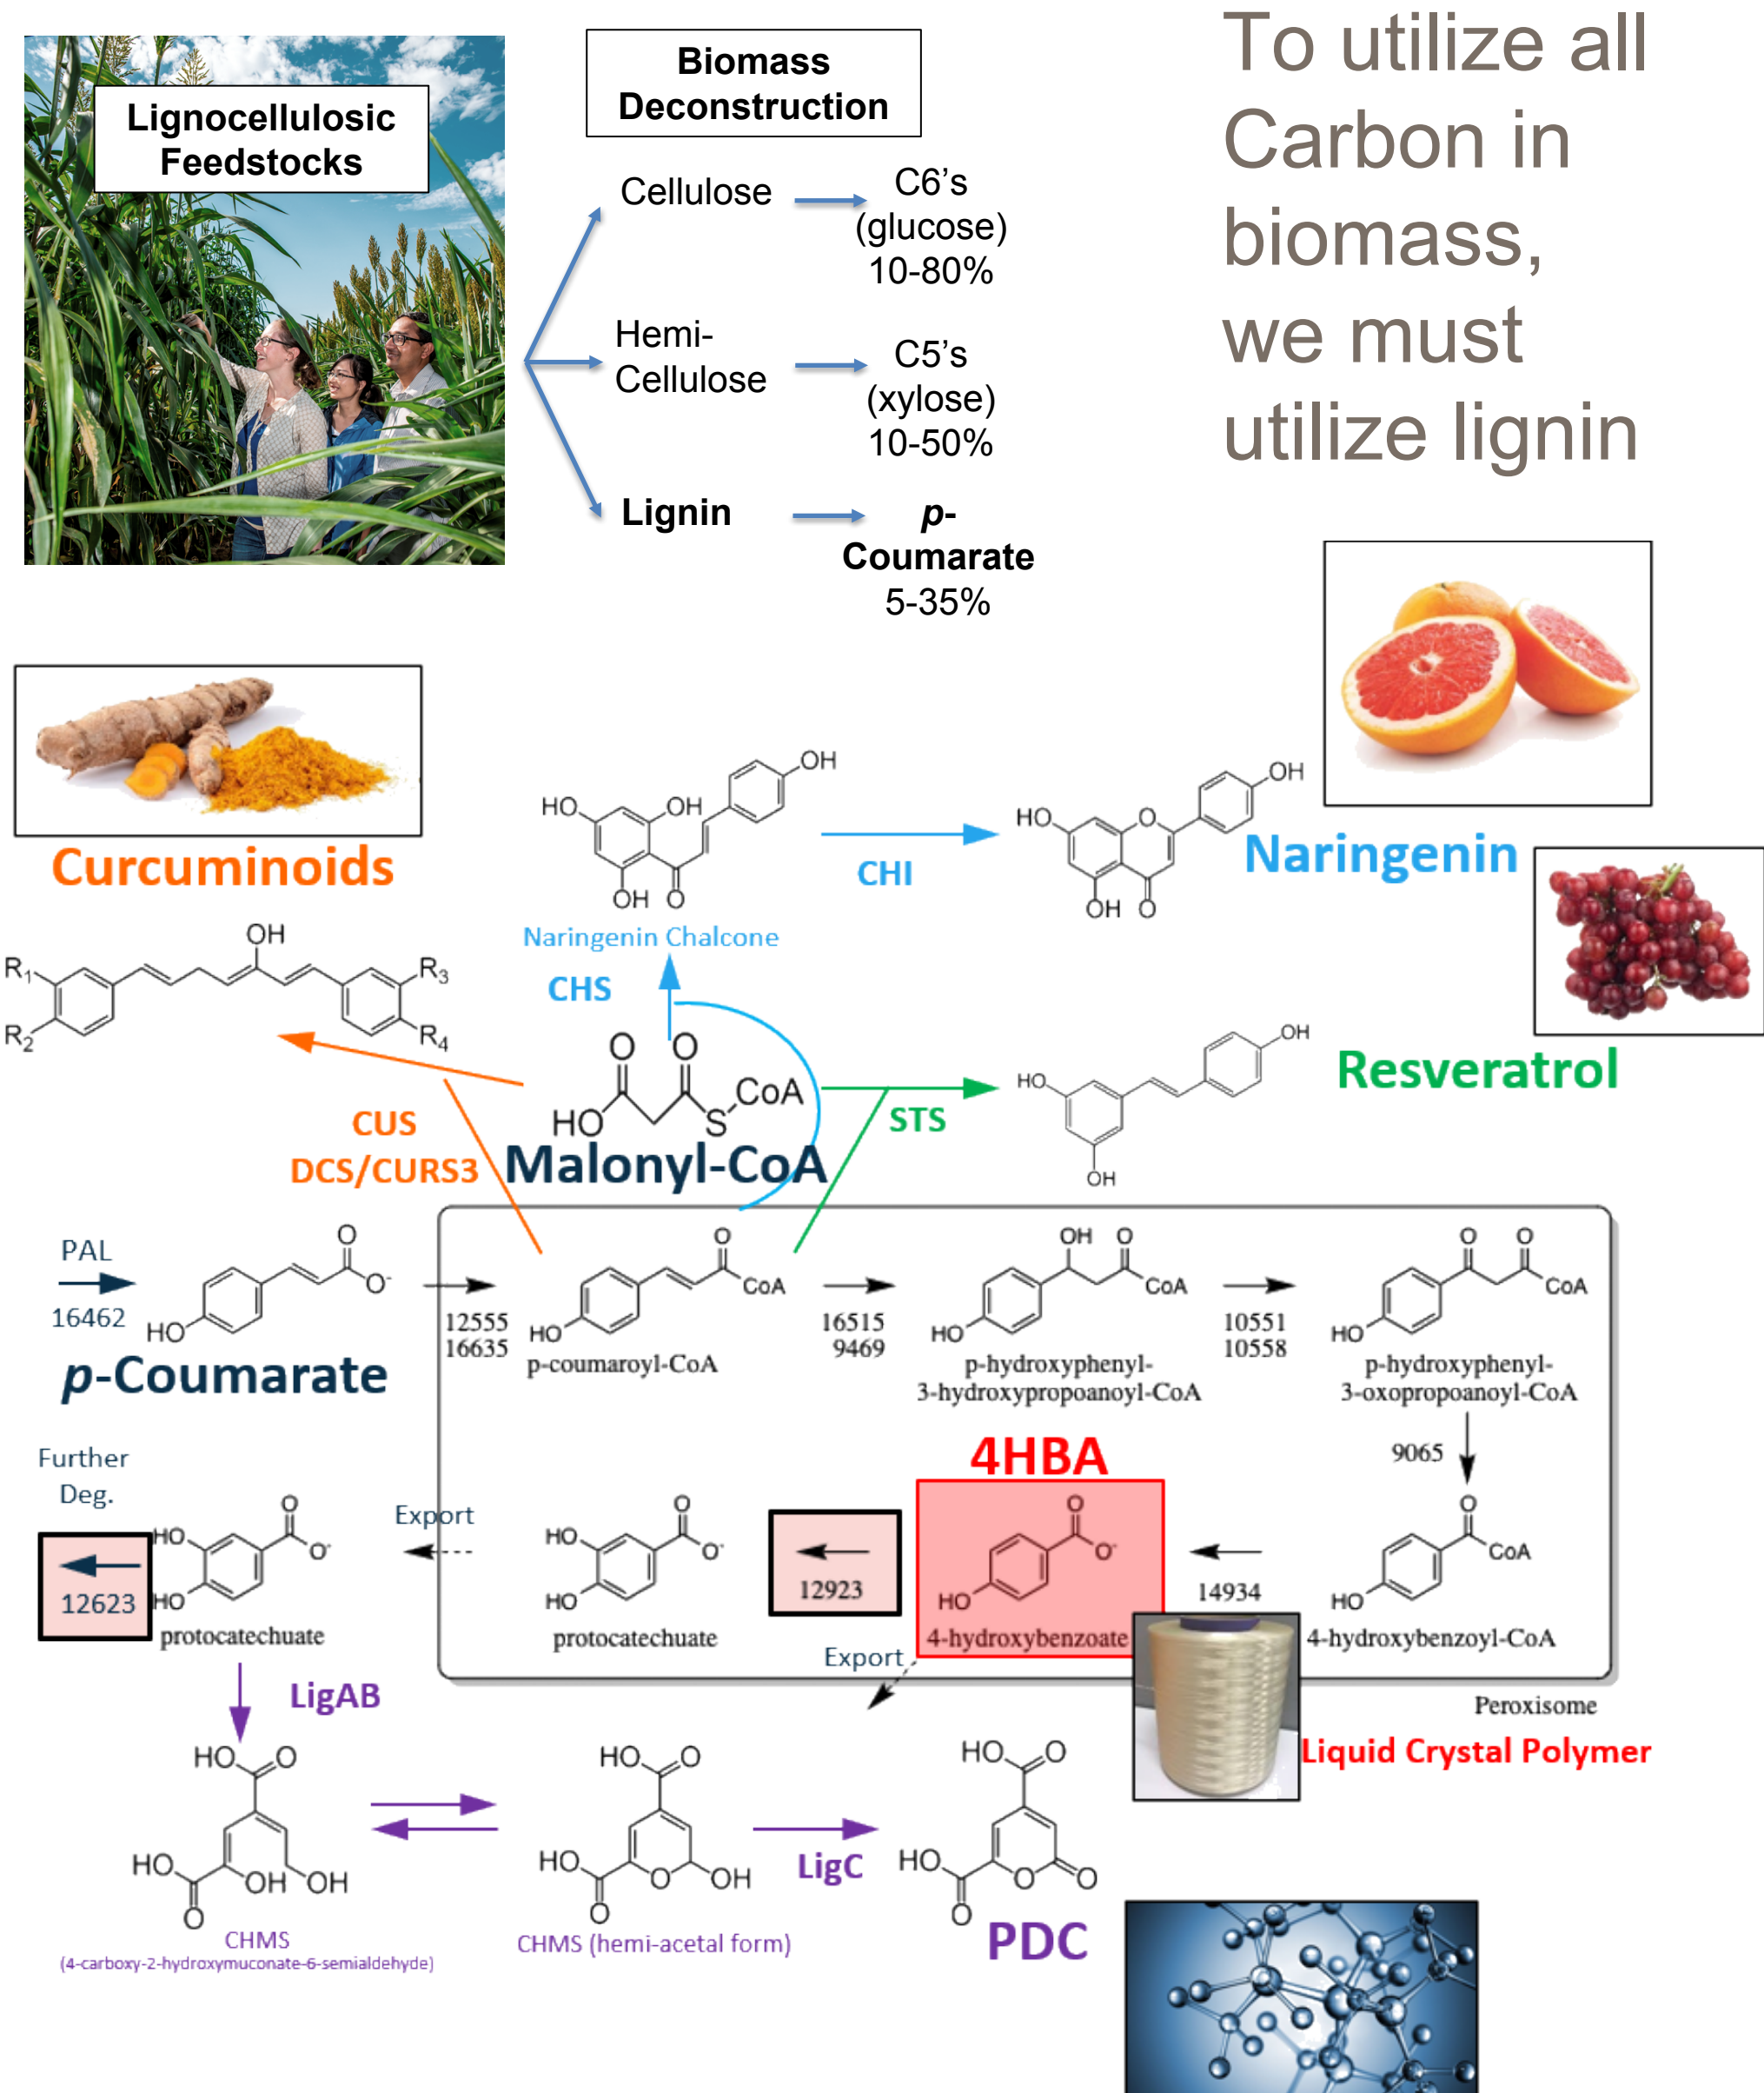 To utilize all
Carbon in
biomass,
we must
utilize lignin
Lignocellulosic
Feedstocks
Biomass
Deconstruction
Cellulose
C6's
(glucose)
10-80%
Hemi-
Cellulose
C5's
(xylose)
10-50%
Lignin
p-
Coumarate
5-35%
Curcuminoids
OH
R1
R2
R3
R4
HO
OH
OH
OH
O
Naringenin Chalcone
CHI
HO
O
OH
OH
O
Naringenin
CHS
O
O
HO
S
CoA
Malonyl-CoA
CUS
DCS/CURS3
STS
HO
OH
OH
Resveratrol
PAL
16462
O
O-
HO
p-Coumarate
12555
16635
O
CoA
HO
p-coumaroyl-CoA
16515
9469
OH
O
CoA
HO
p-hydroxyphenyl-
3-hydroxypropoanoyl-CoA
10551
10558
O
O
CoA
HO
p-hydroxyphenyl-
3-oxopropoanoyl-CoA
9065
O
CoA
HO
4-hydroxybenzoyl-CoA
14934
4HBA
O
O-
HO
4-hydroxybenzoate
12923
O
O-
HO
HO
protocatechuate
Export
Export
Further
Deg.
12623
O
O-
HO
HO
protocatechuate
Peroxisome
Liquid Crystal Polymer
LigAB
HO
O
HO
OH
OH
O
CHMS
(4-carboxy-2-hydroxymuconate-6-semialdehyde)
HO
O
HO
O
OH
O
CHMS (hemi-acetal form)
LigC
HO
O
HO
O
O
O
PDC